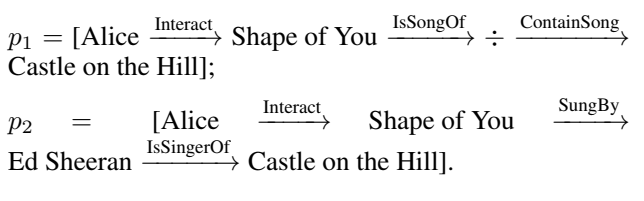 p₁ = [Alice —Interact→ Shape of You —IsSongOf→ ÷ —ContainSong→
Castle on the Hill];
p₂ = [Alice —Interact→ Shape of You —SungBy→
Ed Sheeran —IsSingerOf→ Castle on the Hill].